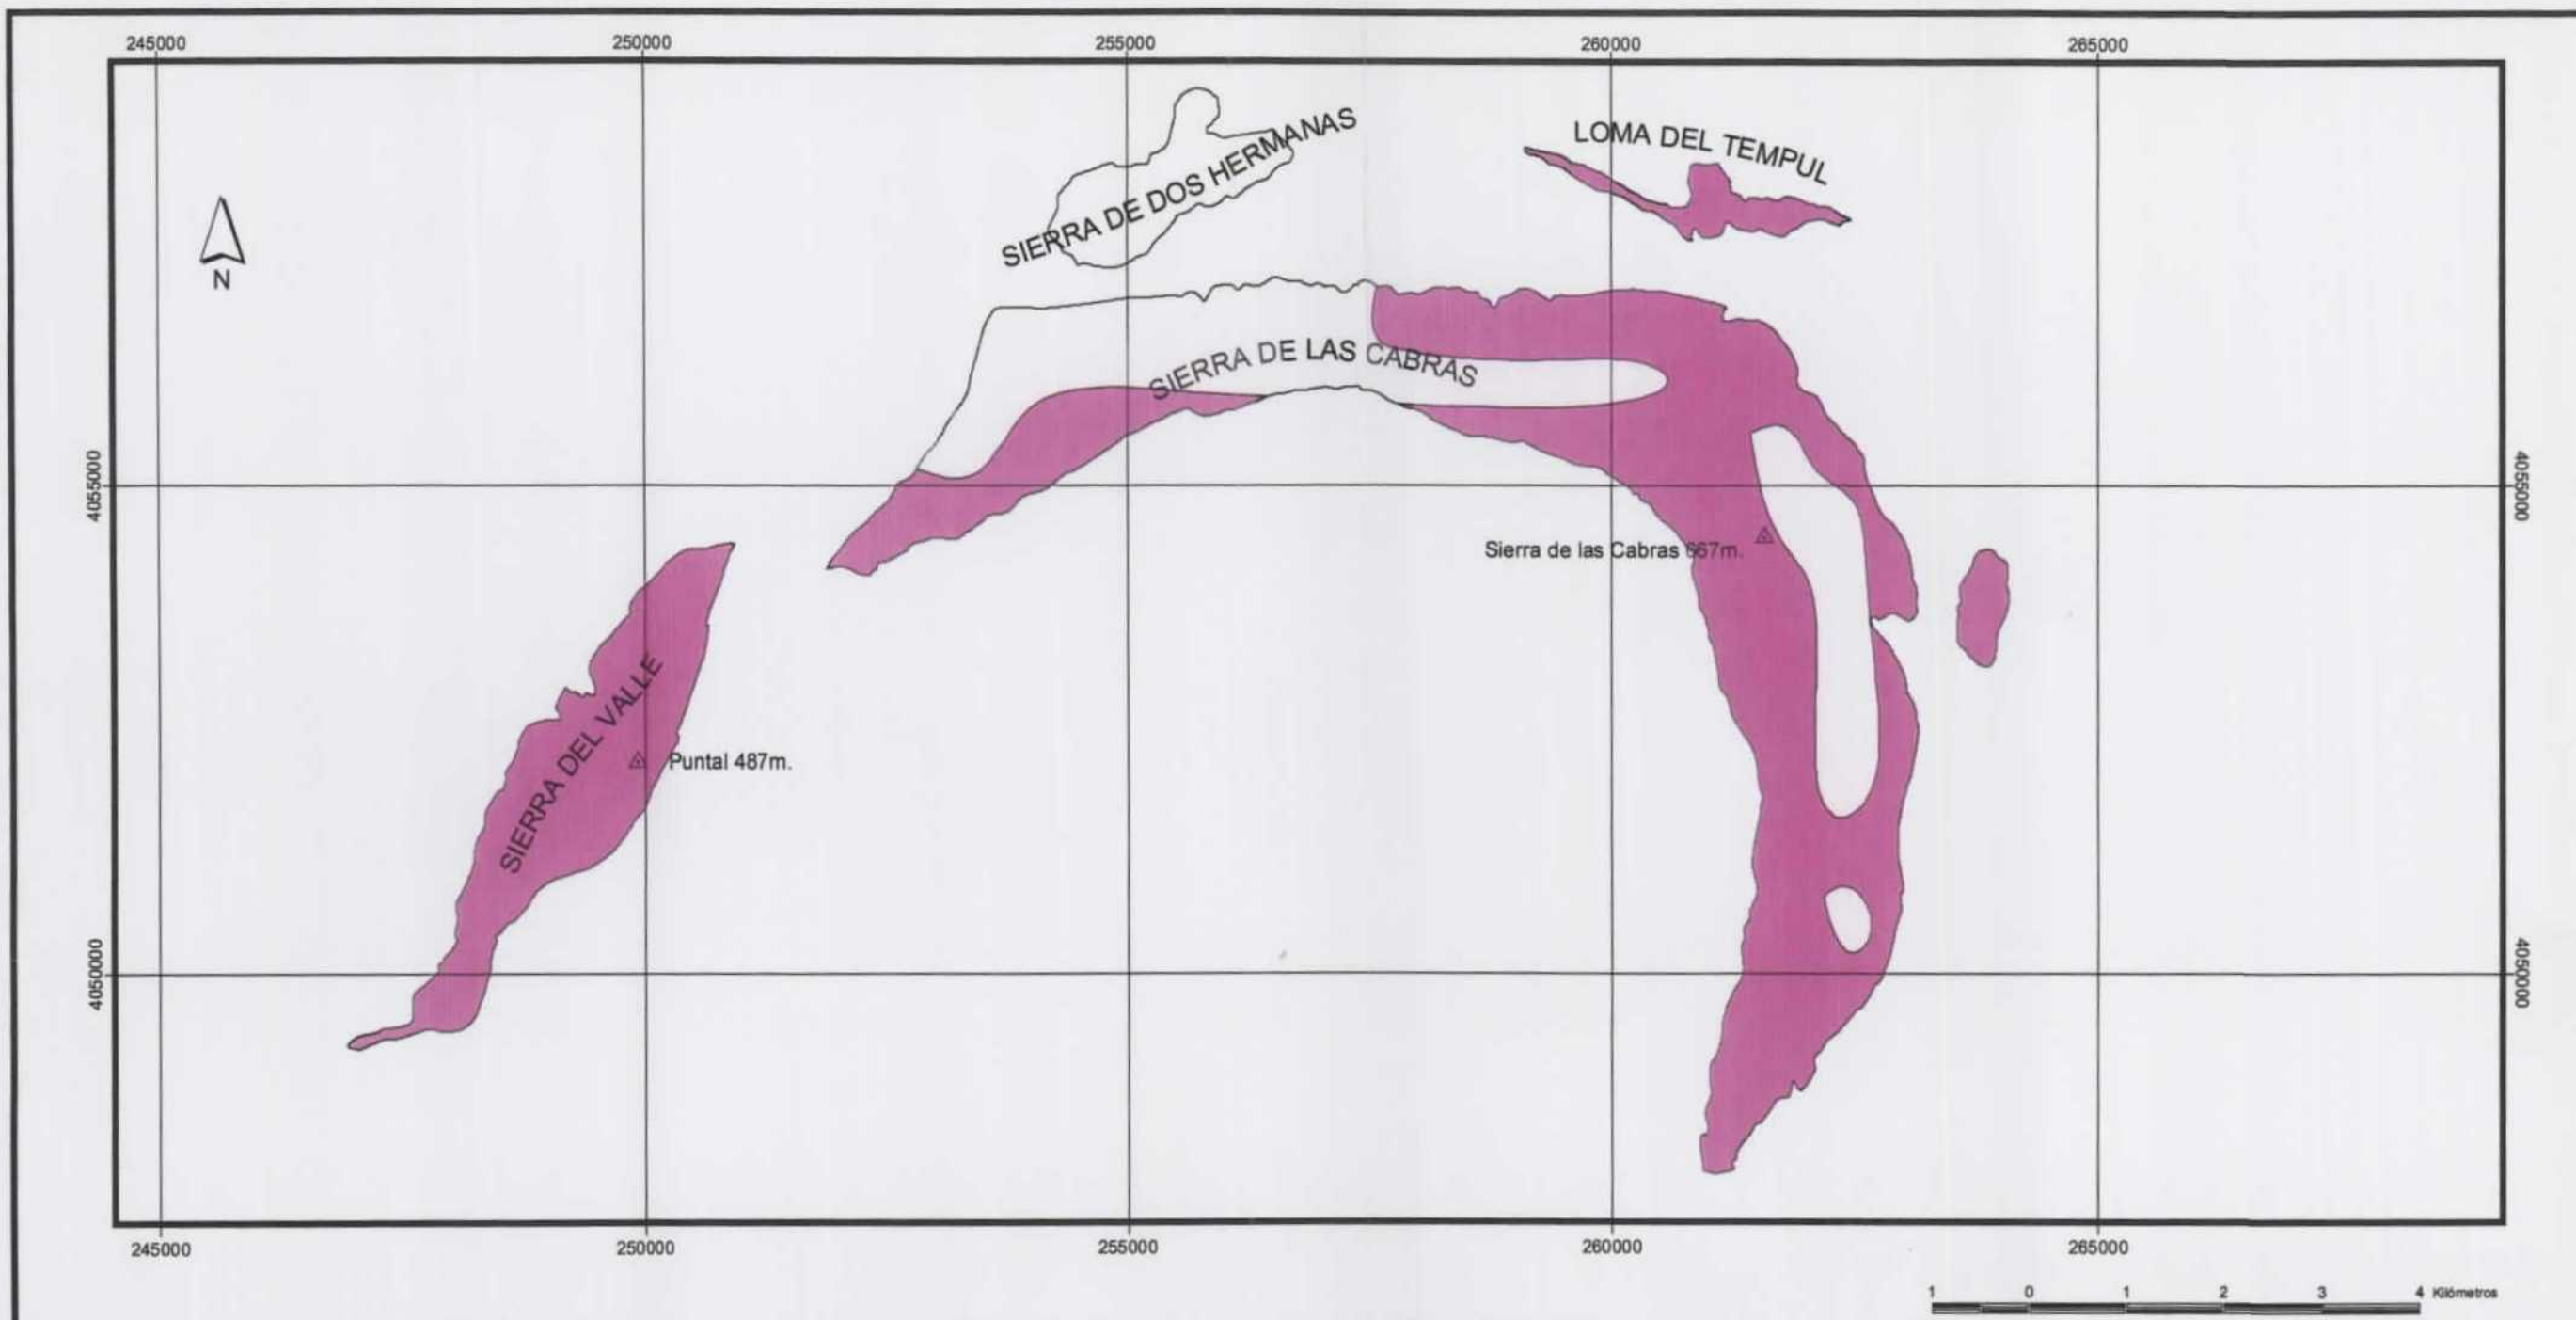 245000 250000 255000 260000 265000
SIERRA DE DOS HERMANAS
LOMA DEL TEMPUL
N
SIERRA DE LAS CABRAS
4055000 4055000
Sierra de las Cabras 667m.
SIERRA DEL VALLE
Puntal 487m.
4050000 4050000
245000 250000 255000 260000 265000
1 0 1 2 3 4 Kilómetros